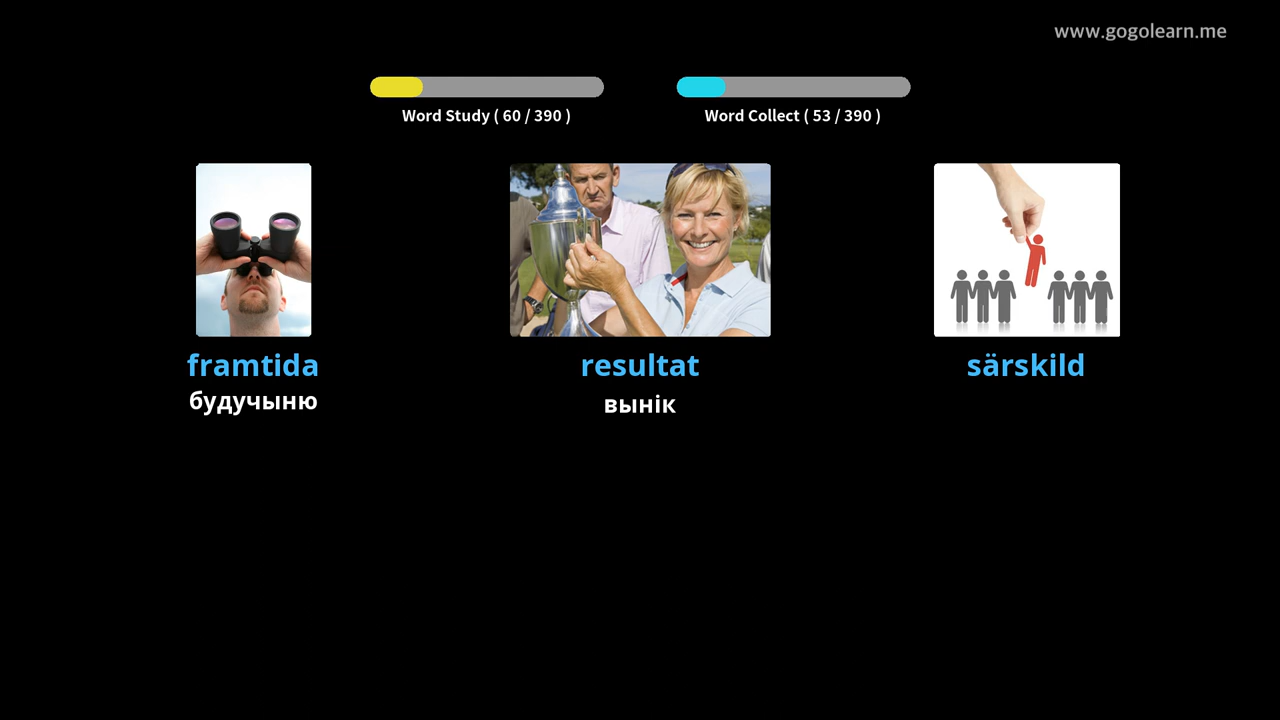 www.gogolearn.me
Word Study ( 60 / 390 )
Word Collect ( 53 / 390 )
framtida
resultat
särskild
будучыню
вынік